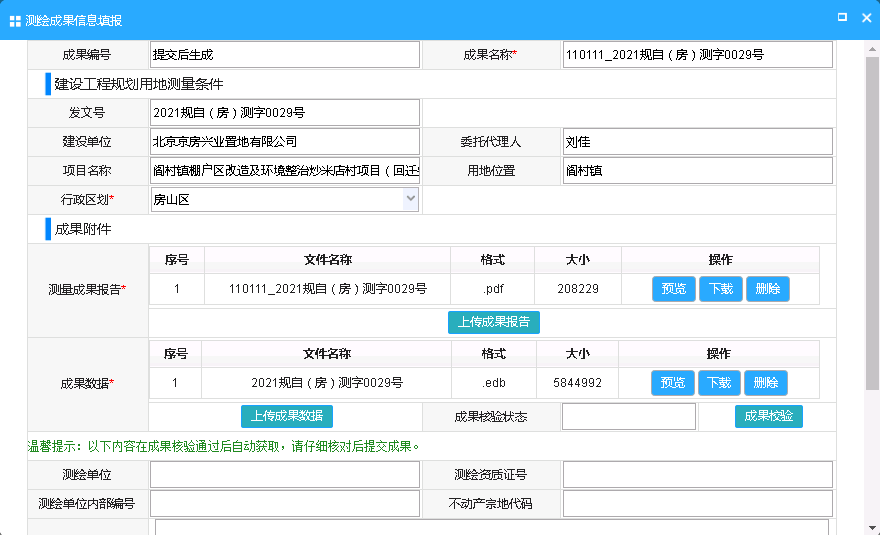 测绘成果信息填报
成果编号 提交后生成 成果名称* 110111_2021规自（房）测字0029号
建设工程规划用地测量条件
发文号 2021规自（房）测字0029号
建设单位 北京京房兴业置地有限公司 委托代理人 刘佳
项目名称 阎村镇棚户区改造及环境整治炒米店村项目（回迁 用地位置 阎村镇
行政区划* 房山区
成果附件
测量成果报告*
序号 文件名称 格式 大小 操作
1 110111_2021规自（房）测字0029号 .pdf 208229 预览 下载 删除
上传成果报告
成果数据*
序号 文件名称 格式 大小 操作
1 2021规自（房）测字0029号 .edb 5844992 预览 下载 删除
上传成果数据 成果核验状态 成果核验
温馨提示：以下内容在成果核验通过后自动获取，请仔细核对后提交成果。
测绘单位 测绘资质证号
测绘单位内部编号 不动产宗地代码